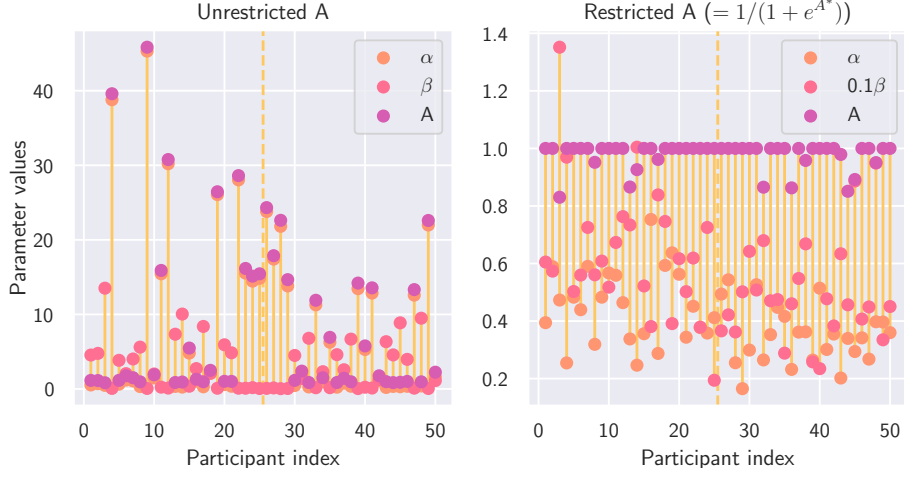 Unrestricted A
α
β
A
Parameter values
40
30
20
10
0
0 10 20 30 40 50
Participant index
Restricted A (= 1/(1 + e^{A*}))
α
0.1β
A
1.4
1.2
1.0
0.8
0.6
0.4
0.2
0 10 20 30 40 50
Participant index